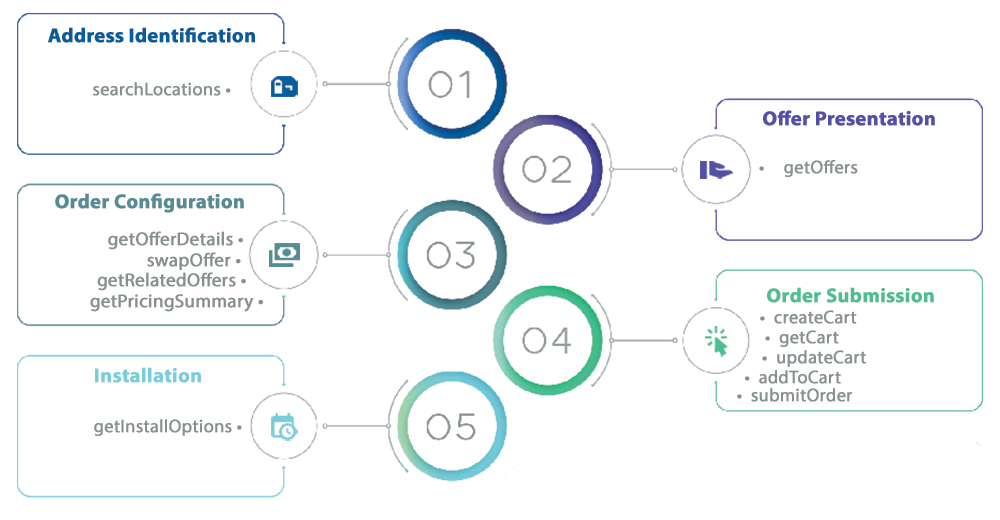 Address Identification
searchLocations •
01
02
Offer Presentation
• getOffers
Order Configuration
getOfferDetails •
swapOffer •
getRelatedOffers •
getPricingSummary •
03
04
Order Submission
• createCart
• getCart
• updateCart
• addToCart
• submitOrder
Installation
getInstallOptions •
05